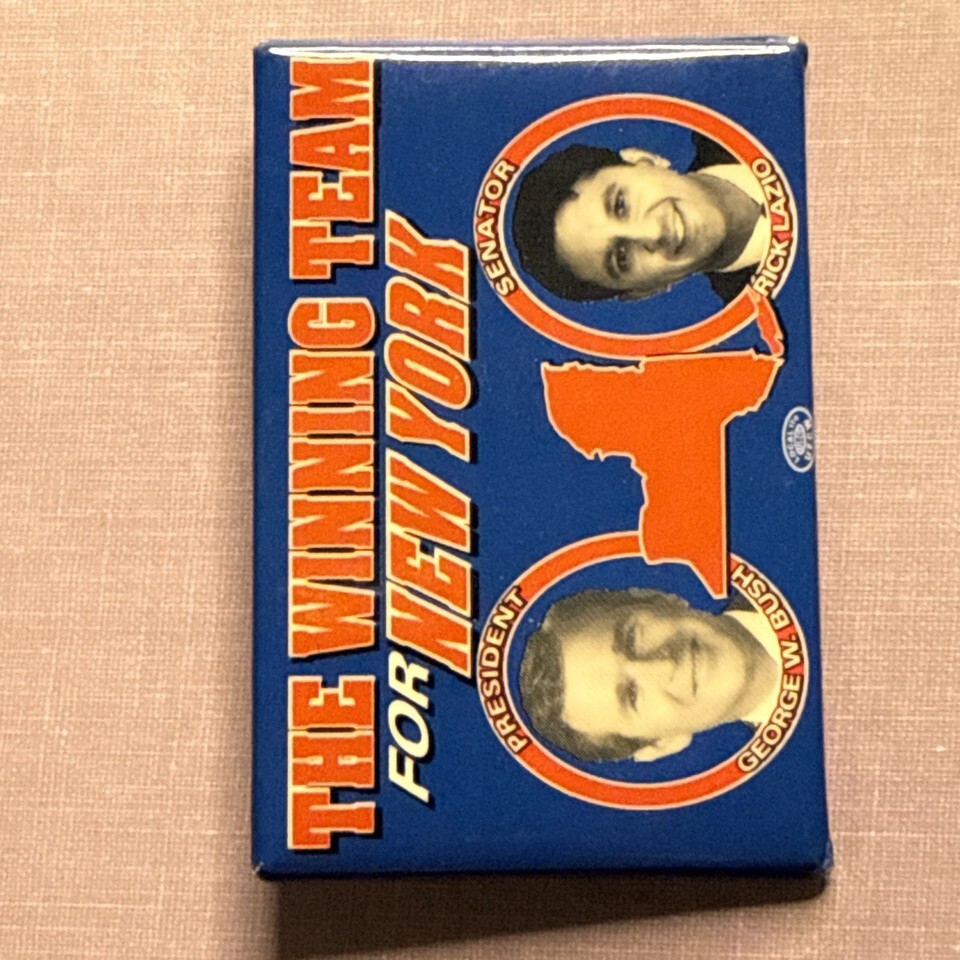 THE WINNING TEAM
FOR NEW YORK
PRESIDENT
GEORGE W. BUSH
SENATOR
RICK LAZIO